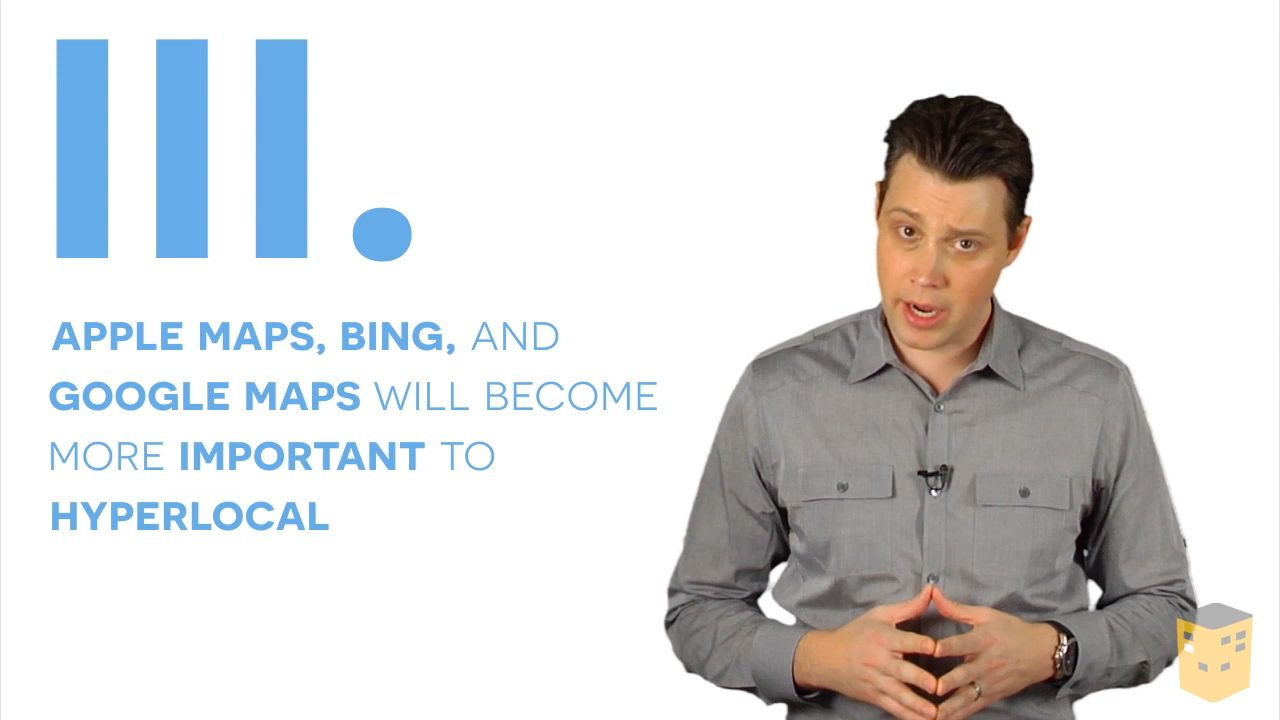 III.
APPLE MAPS, BING, AND
GOOGLE MAPS WILL BECOME
MORE IMPORTANT TO
HYPERLOCAL